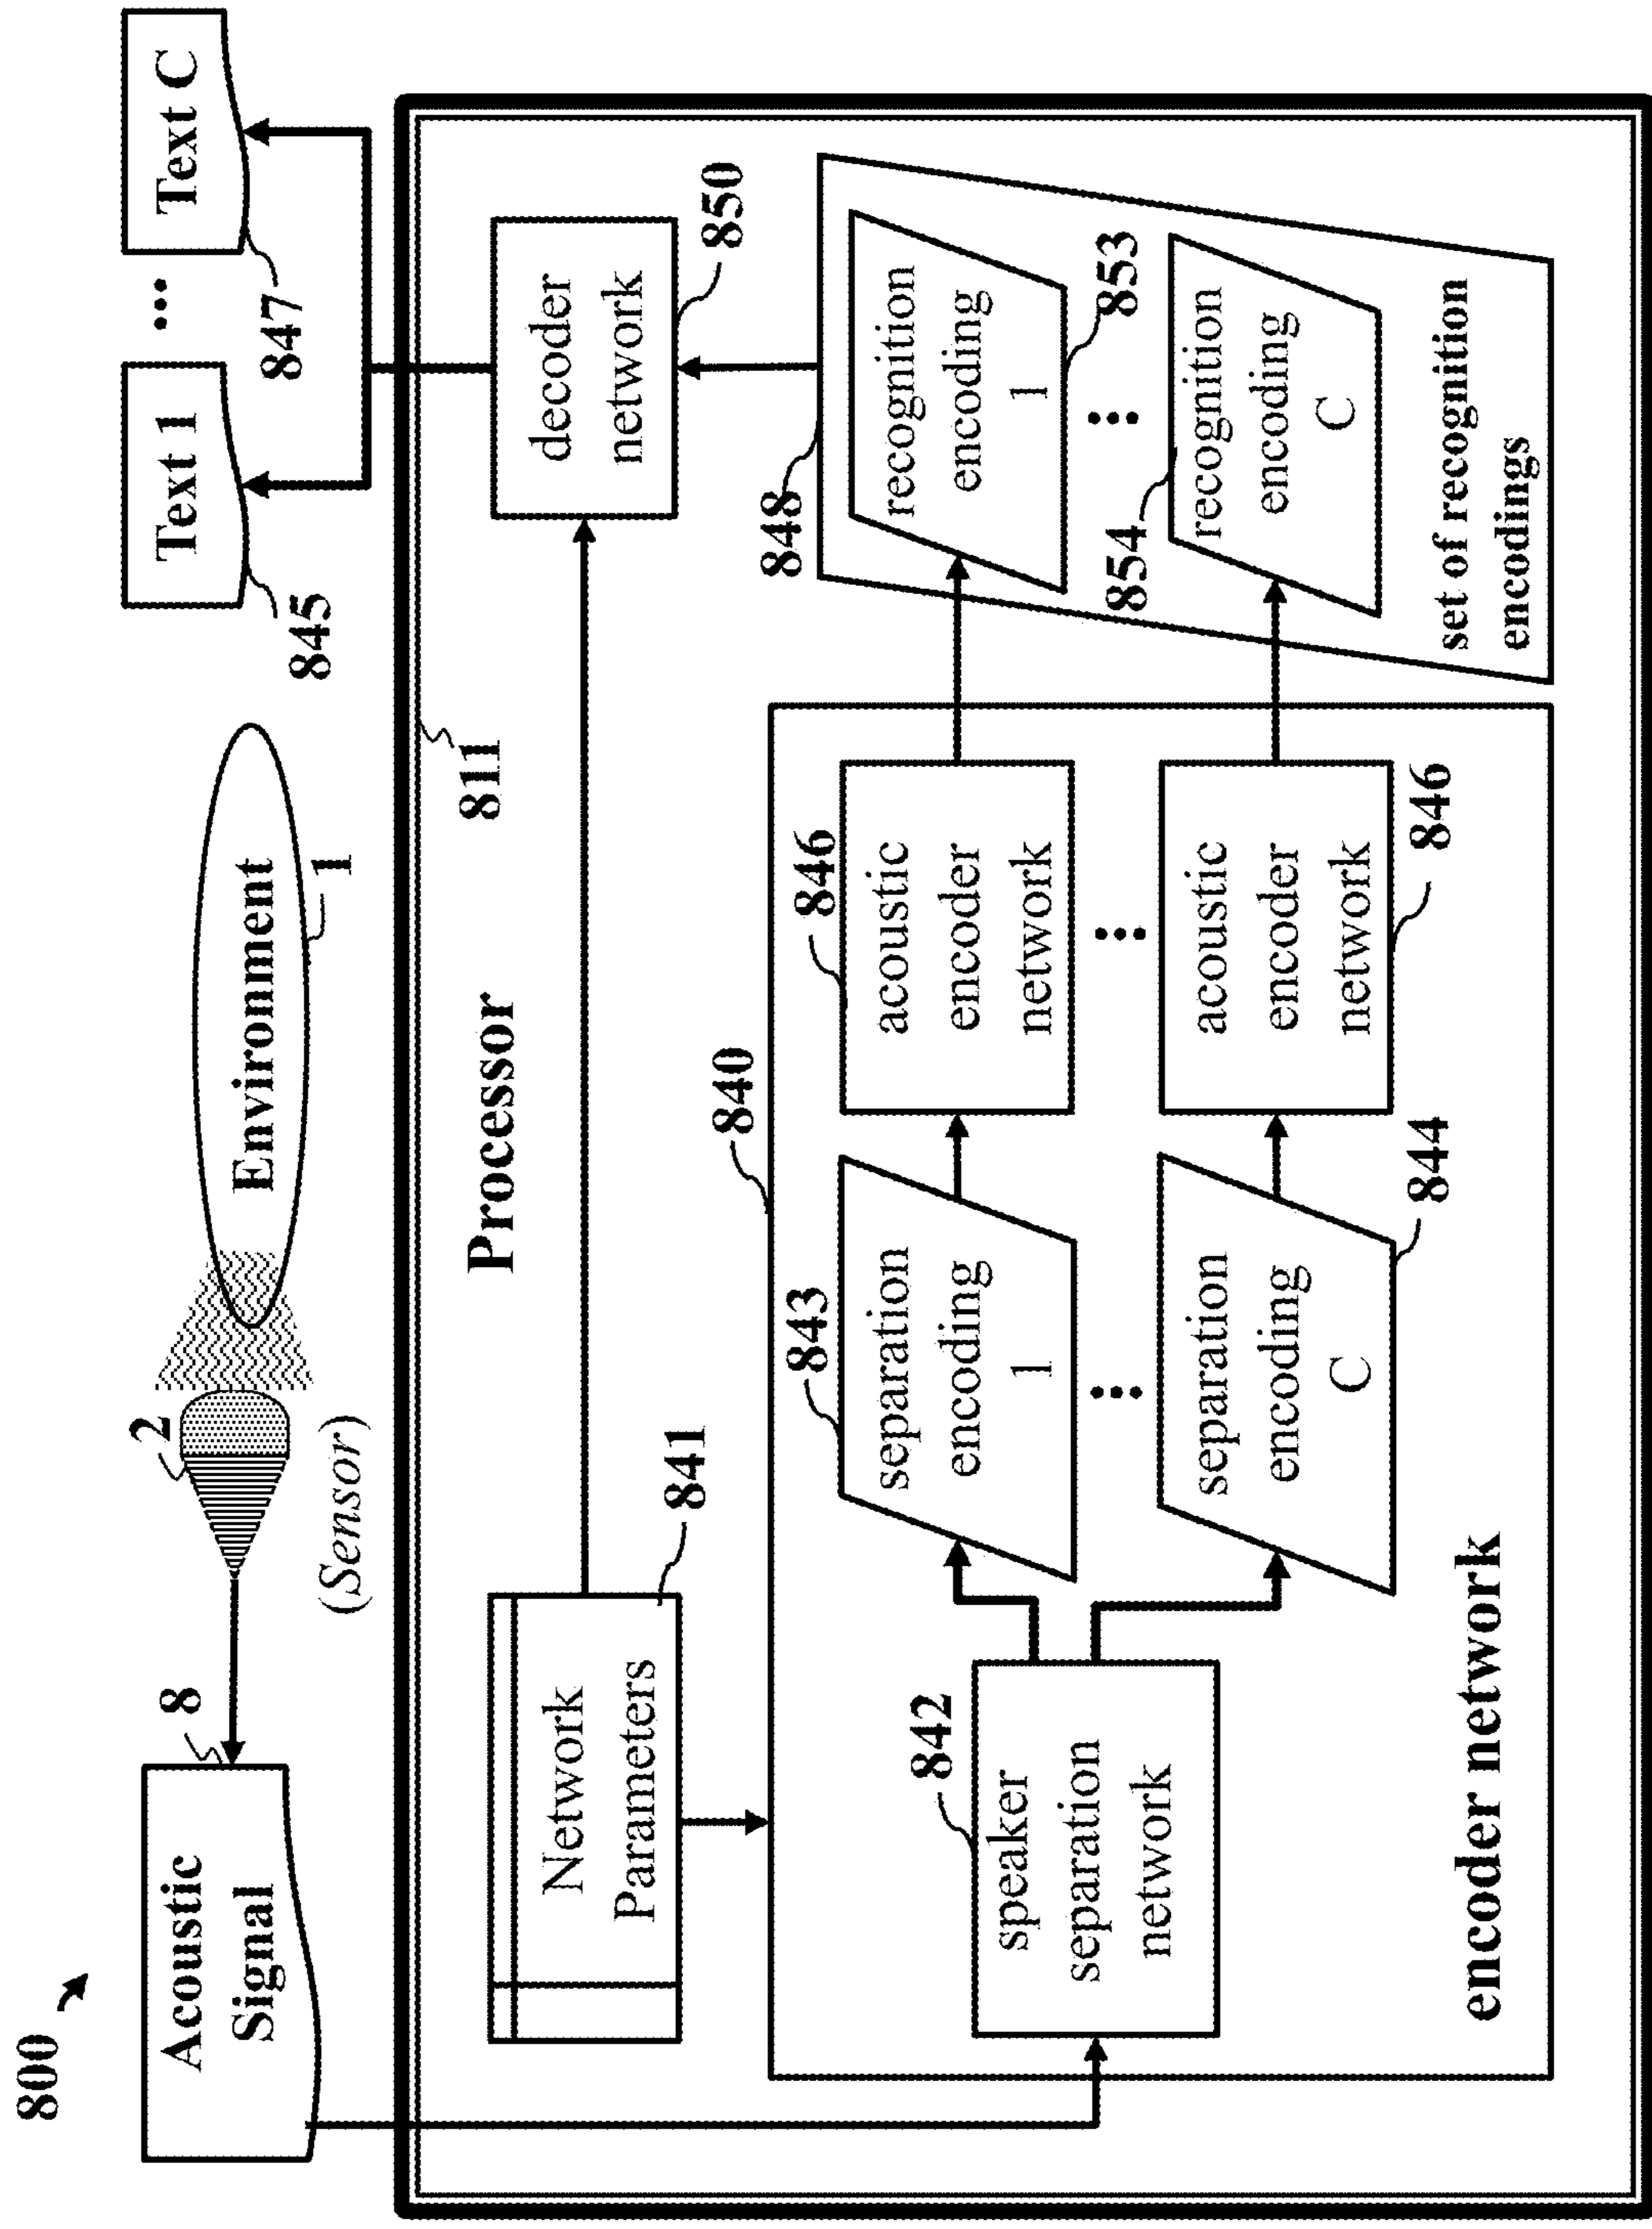 800
Acoustic
Signal
8
2
(Sensor)
Environment
1
Text 1
845
...
Text C
847
Processor
811
Network
Parameters
841
decoder
network
850
840
842
speaker
separation
network
843
separation
encoding
1
...
separation
encoding
C
844
846
acoustic
encoder
network
...
acoustic
encoder
network
846
encoder network
848
recognition
encoding
1
853
...
854
recognition
encoding
C
set of recognition
encodings